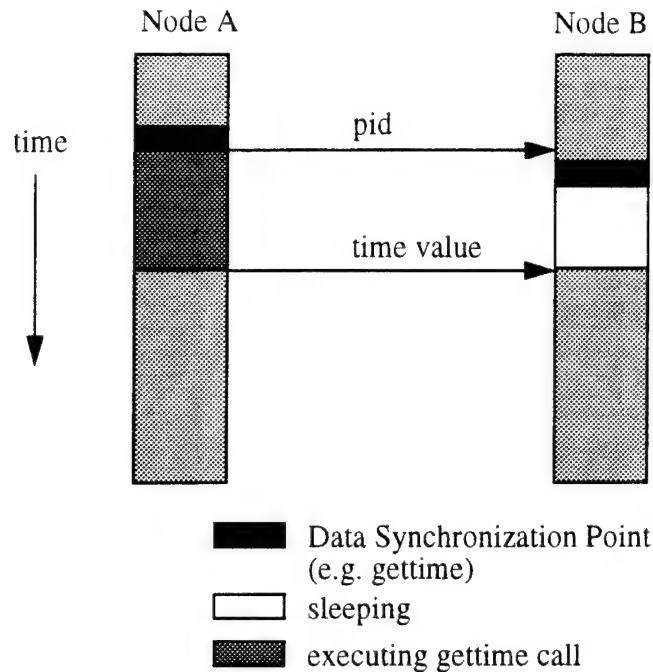 Node A
Node B
time
pid
time value
Data Synchronization Point
(e.g. gettime)
sleeping
executing gettime call